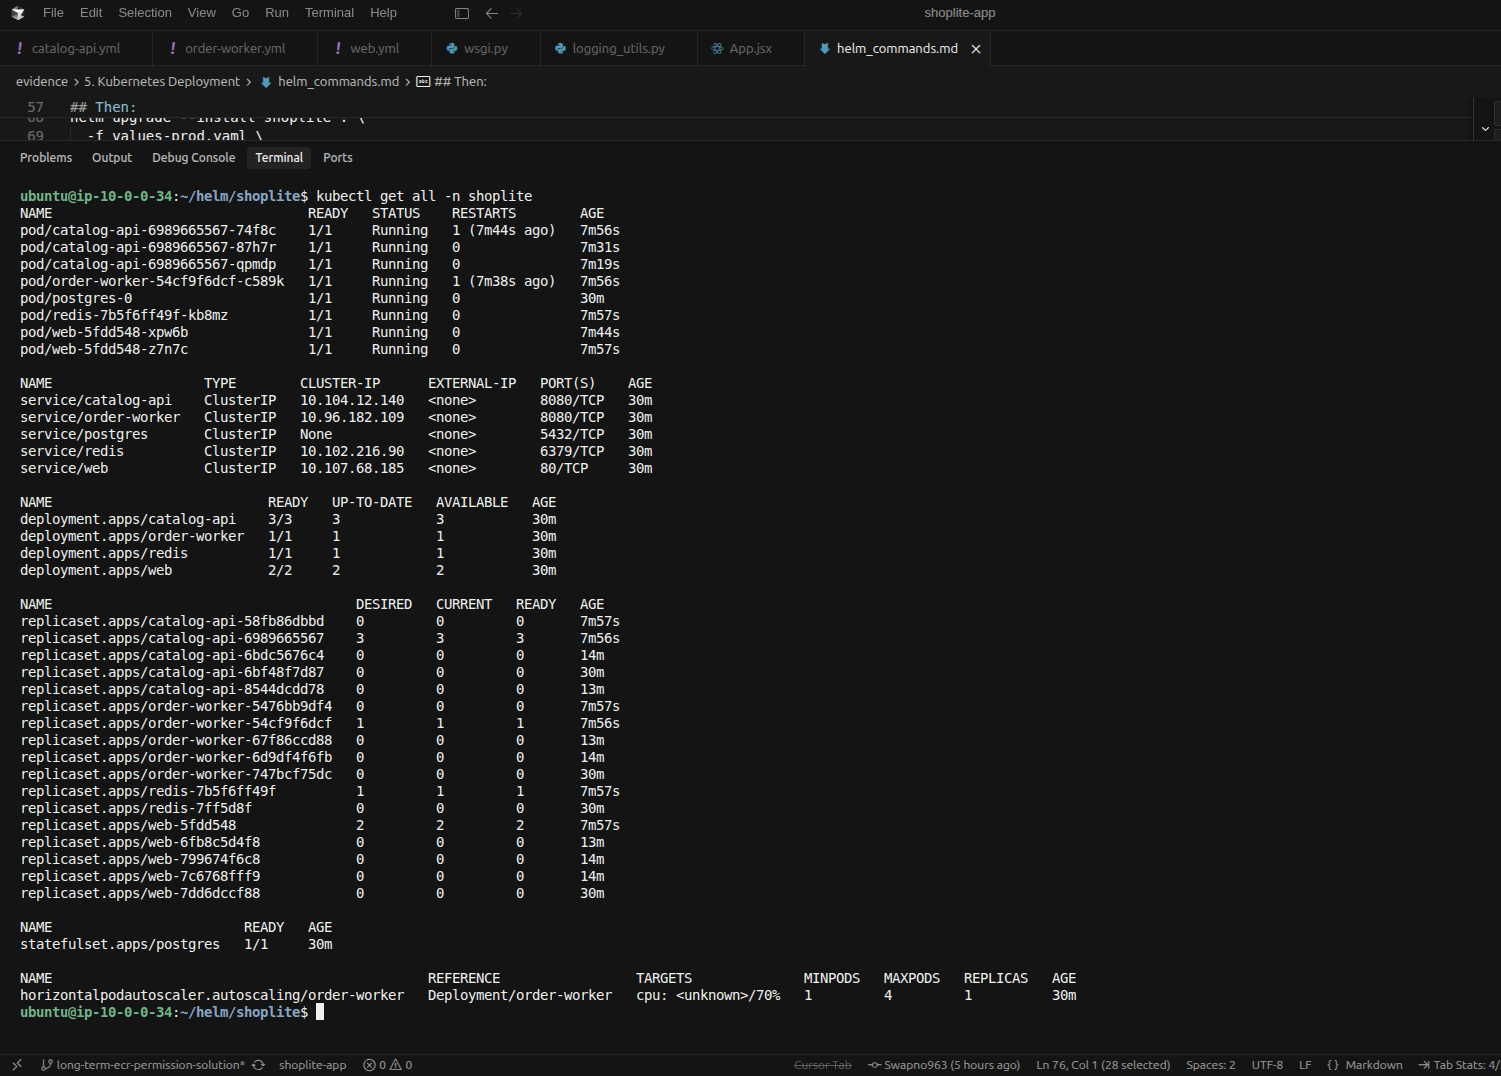 File Edit Selection View Go Run Terminal Help shoplite-app
! catalog-api.yml ! order-worker.yml ! web.yml wsgi.py logging_utils.py App.jsx helm_commands.md
evidence > 5. Kubernetes Deployment > helm_commands.md > ## Then:
57 ## Then:
68 helm upgrade --install shoplite . \
69 -f values-prod.yaml \
Problems Output Debug Console Terminal Ports
ubuntu@ip-10-0-0-34:~/helm/shoplite$ kubectl get all -n shoplite
NAME READY STATUS RESTARTS AGE
pod/catalog-api-6989665567-74f8c 1/1 Running 1 (7m44s ago) 7m56s
pod/catalog-api-6989665567-87h7r 1/1 Running 0 7m31s
pod/catalog-api-6989665567-qpmdp 1/1 Running 0 7m19s
pod/order-worker-54cf9f6dcf-c589k 1/1 Running 1 (7m38s ago) 7m56s
pod/postgres-0 1/1 Running 0 30m
pod/redis-7b5f6ff49f-kb8mz 1/1 Running 0 7m57s
pod/web-5fdd548-xpw6b 1/1 Running 0 7m44s
pod/web-5fdd548-z7n7c 1/1 Running 0 7m57s
NAME TYPE CLUSTER-IP EXTERNAL-IP PORT(S) AGE
service/catalog-api ClusterIP 10.104.12.140 <none> 8080/TCP 30m
service/order-worker ClusterIP 10.96.182.109 <none> 8080/TCP 30m
service/postgres ClusterIP None <none> 5432/TCP 30m
service/redis ClusterIP 10.102.216.90 <none> 6379/TCP 30m
service/web ClusterIP 10.107.68.185 <none> 80/TCP 30m
NAME READY UP-TO-DATE AVAILABLE AGE
deployment.apps/catalog-api 3/3 3 3 30m
deployment.apps/order-worker 1/1 1 1 30m
deployment.apps/redis 1/1 1 1 30m
deployment.apps/web 2/2 2 2 30m
NAME DESIRED CURRENT READY AGE
replicaset.apps/catalog-api-58fb86dbbd 0 0 0 7m57s
replicaset.apps/catalog-api-6989665567 3 3 3 7m56s
replicaset.apps/catalog-api-6bdc5676c4 0 0 0 14m
replicaset.apps/catalog-api-6bf48f7d87 0 0 0 30m
replicaset.apps/catalog-api-8544dcdd78 0 0 0 13m
replicaset.apps/order-worker-5476bb9df4 0 0 0 7m57s
replicaset.apps/order-worker-54cf9f6dcf 1 1 1 7m56s
replicaset.apps/order-worker-67f86ccd88 0 0 0 13m
replicaset.apps/order-worker-6d9df4f6fb 0 0 0 14m
replicaset.apps/order-worker-747bcf75dc 0 0 0 30m
replicaset.apps/redis-7b5f6ff49f 1 1 1 7m57s
replicaset.apps/redis-7ff5d8f 0 0 0 30m
replicaset.apps/web-5fdd548 2 2 2 7m57s
replicaset.apps/web-6fb8c5d4f8 0 0 0 13m
replicaset.apps/web-799674f6c8 0 0 0 14m
replicaset.apps/web-7c6768fff9 0 0 0 14m
replicaset.apps/web-7dd6dccf88 0 0 0 30m
NAME READY AGE
statefulset.apps/postgres 1/1 30m
NAME REFERENCE TARGETS MINPODS MAXPODS REPLICAS AGE
horizontalpodautoscaler.autoscaling/order-worker Deployment/order-worker cpu: <unknown>/70% 1 4 1 30m
ubuntu@ip-10-0-0-34:~/helm/shoplite$
long-term-ecr-permission-solution* shoplite-app 0 0 Cursor Tab Swapno963 (5 hours ago) Ln 76, Col 1 (28 selected) Spaces: 2 UTF-8 LF {} Markdown Tab Stats: 4/